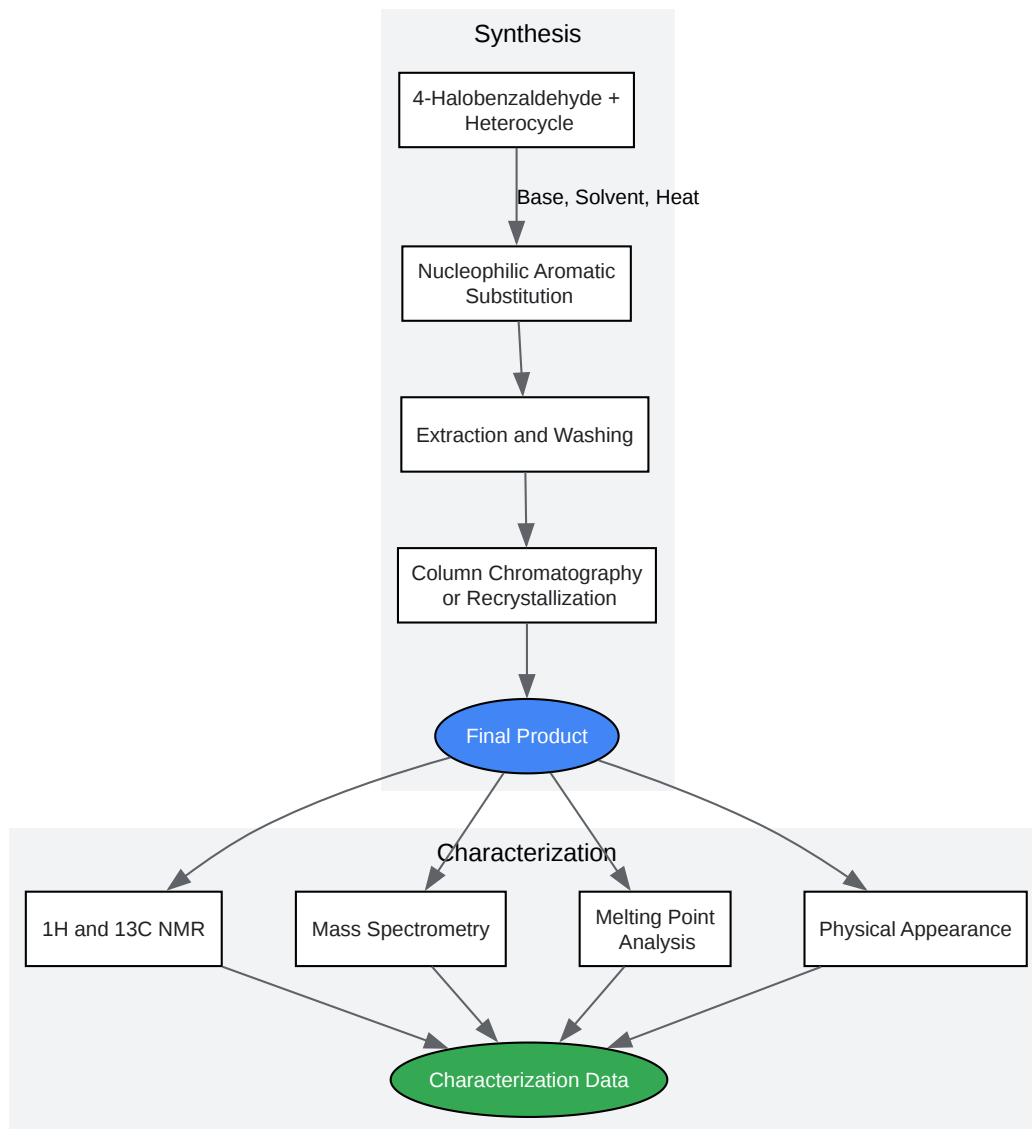 Synthesis
4-Halobenzaldehyde +
Heterocycle
Base, Solvent, Heat
Nucleophilic Aromatic
Substitution
Extraction and Washing
Column Chromatography
or Recrystallization
Final Product
Characterization
1H and 13C NMR
Mass Spectrometry
Melting Point
Analysis
Physical Appearance
Characterization Data